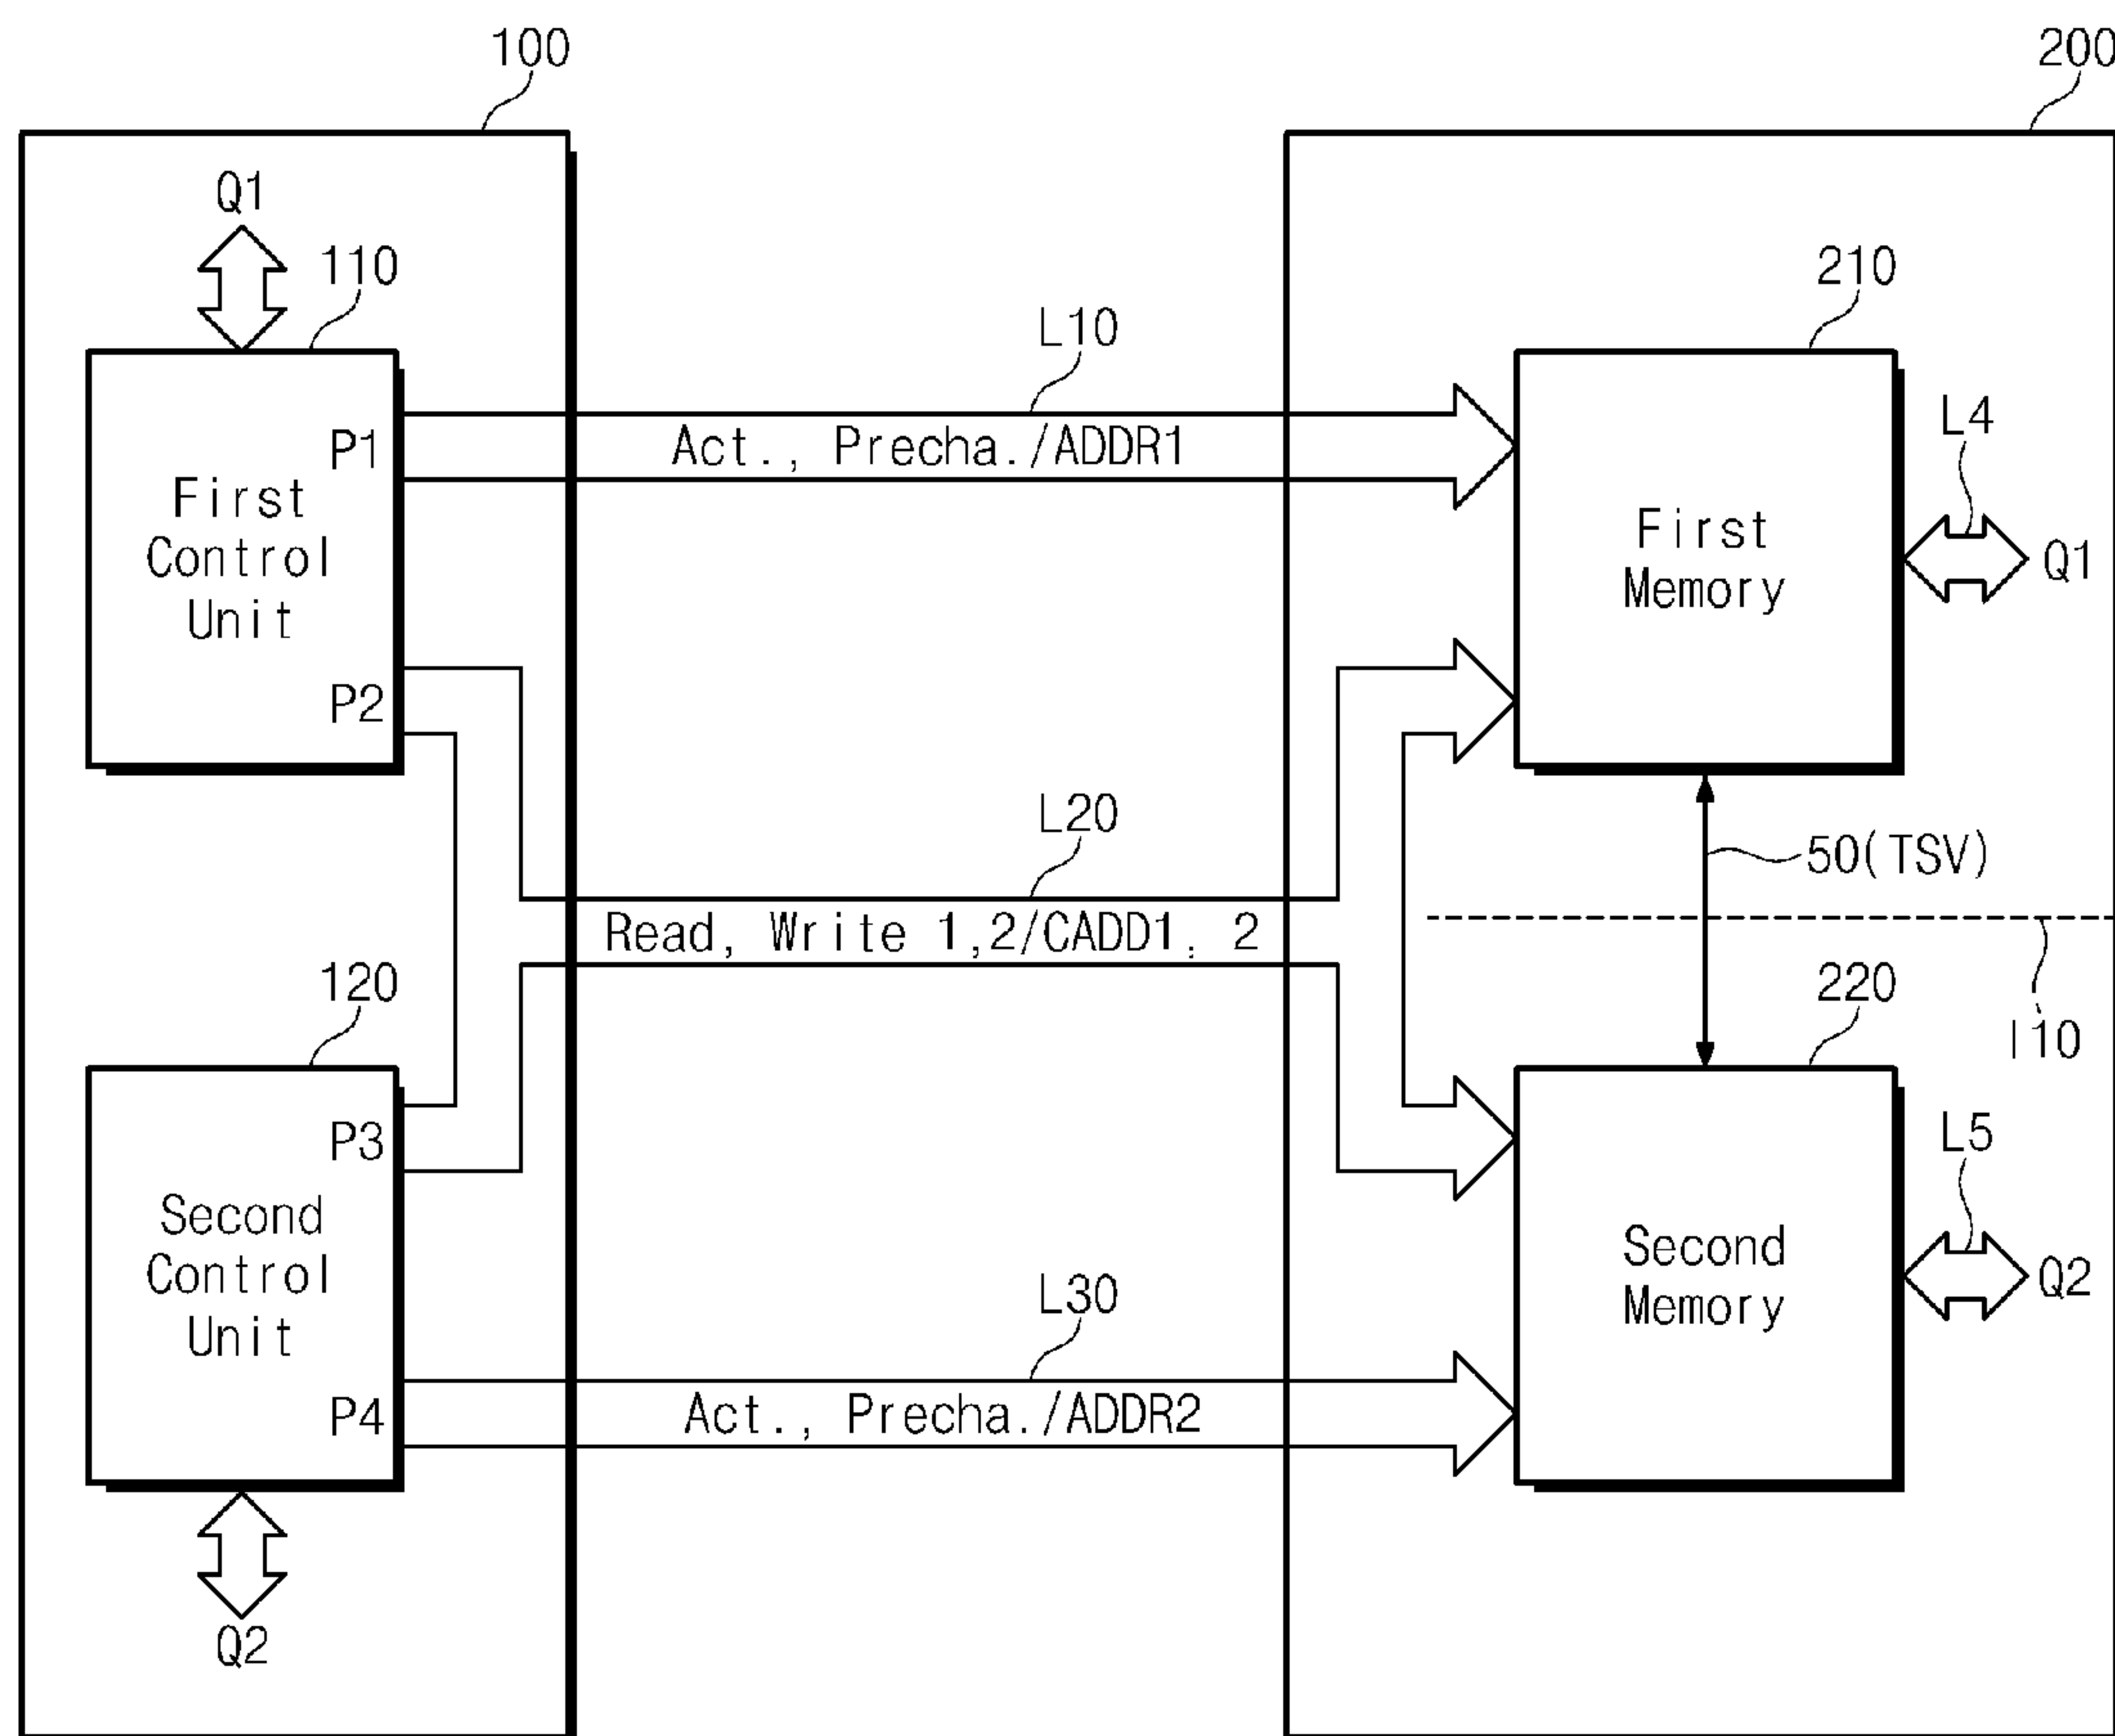 100
200
Q1
110
210
L10
P1
Act., Precha./ADDR1
L4
First
Control
Unit
First
Memory
Q1
P2
L20
50(TSV)
Read, Write 1,2/CADD1, 2
120
220
I10
P3
L5
Second
Control
Unit
Second
Memory
Q2
L30
P4
Act., Precha./ADDR2
Q2